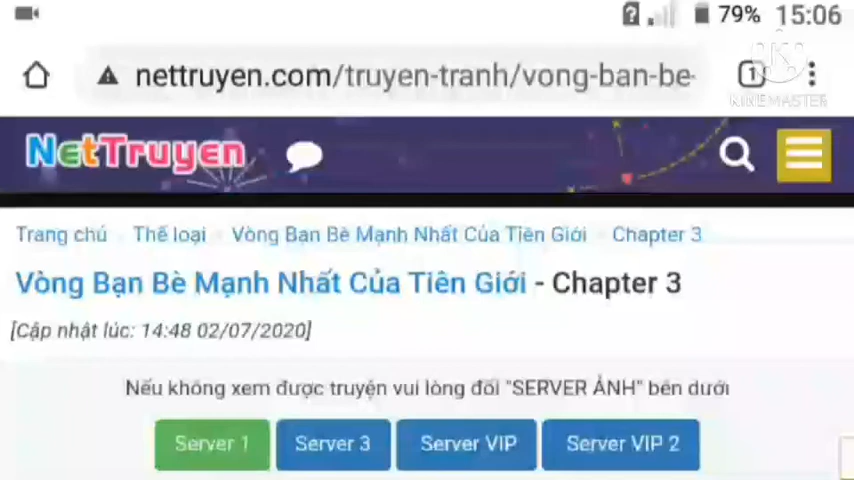 79% 15:06
nettruyen.com/truyen-tranh/vong-ban-be-
1
KINEMASTER
NetTruyen
Trang chủ Thể loại Vòng Bạn Bè Mạnh Nhất Của Tiên Giới Chapter 3
Vòng Bạn Bè Mạnh Nhất Của Tiên Giới - Chapter 3
[Cập nhật lúc: 14:48 02/07/2020]
Nếu không xem được truyện vui lòng đổi "SERVER ẢNH" bên dưới
Server 1 Server 3 Server VIP Server VIP 2